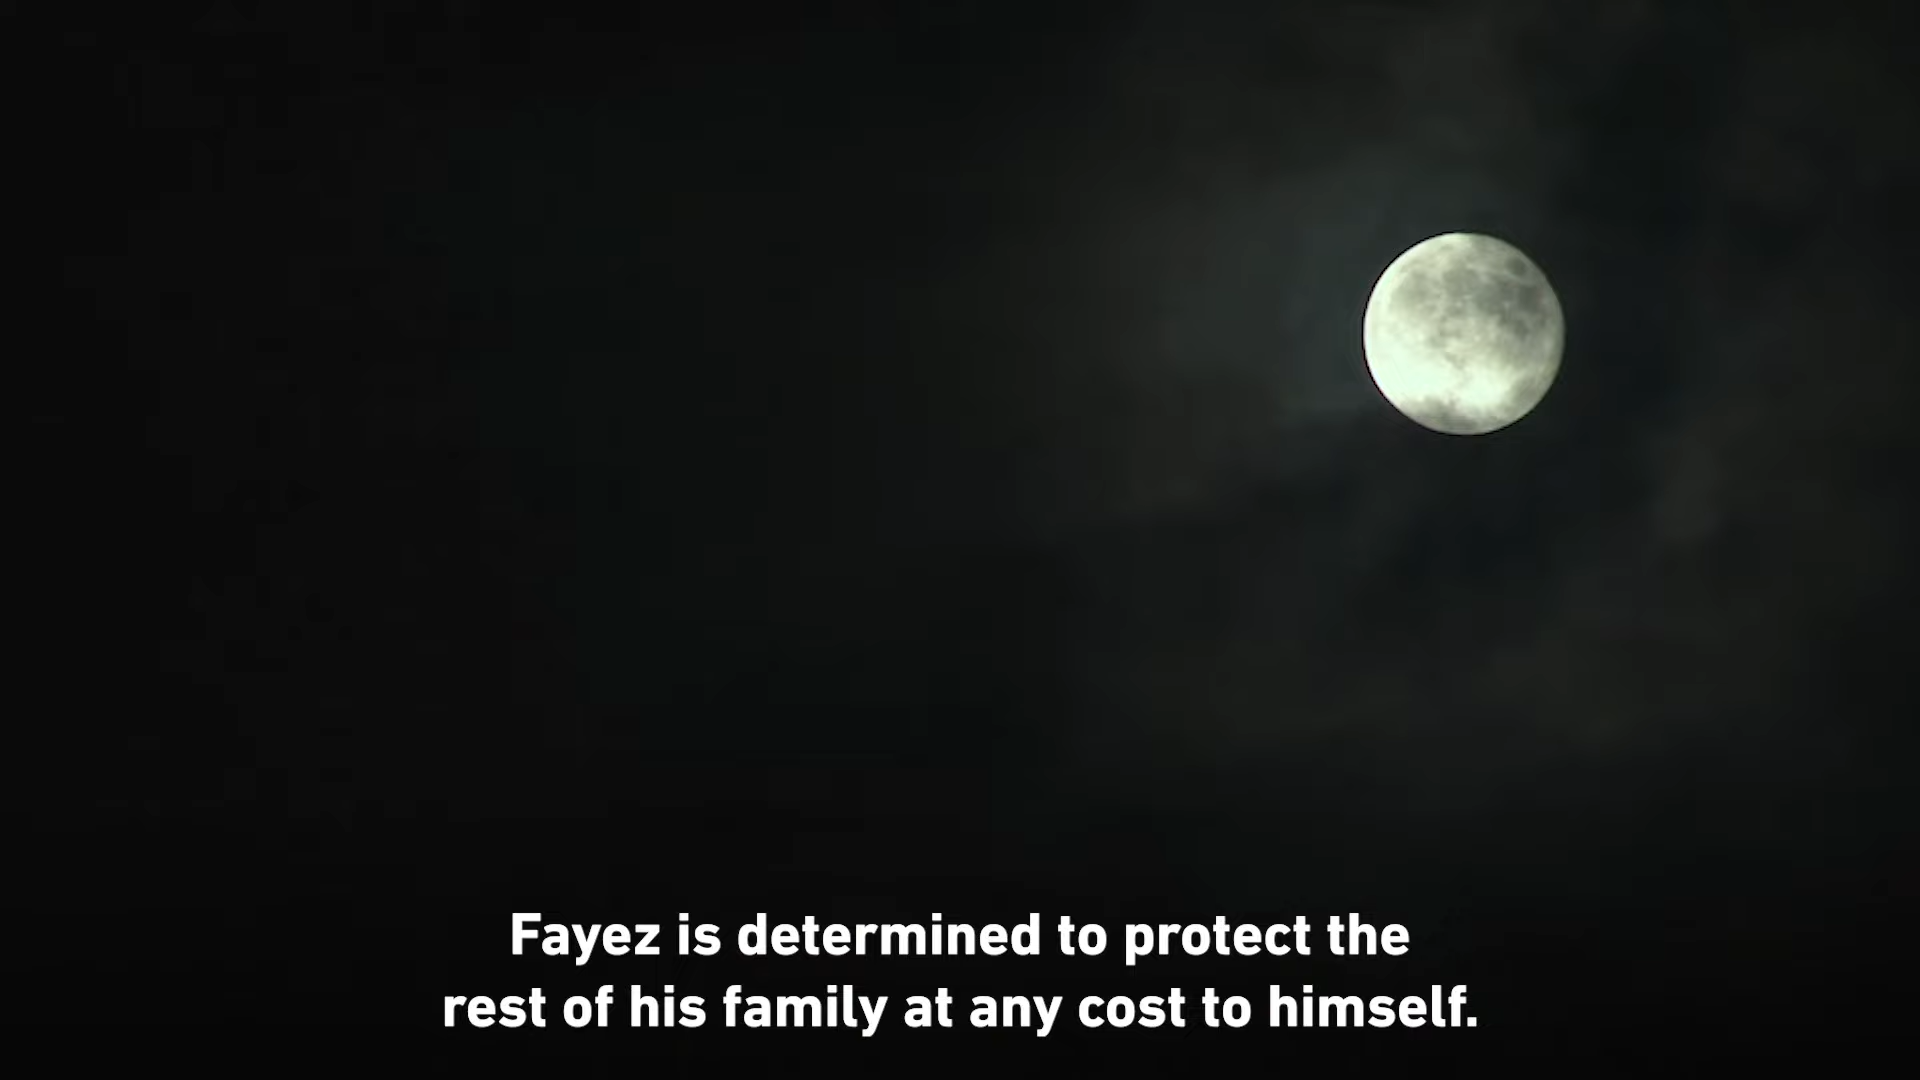 Fayez is determined to protect the
rest of his family at any cost to himself.